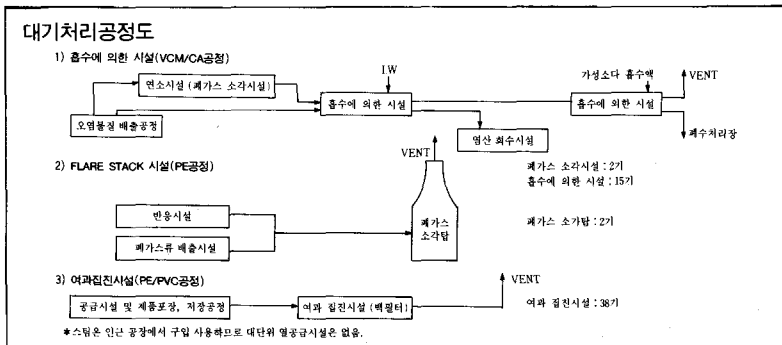 대기처리공정도
1) 흡수에 의한 시설(VCM/CA공정)
I.W
가성소다 흡수액
VENT
연소시설 (폐가스 소각시설)
흡수에 의한 시설
흡수에 의한 시설
오염물질 배출공정
염산 회수시설
폐수처리장
VENT
2) FLARE STACK 시설(PE공정)
폐가스 소각시설 : 2기
흡수에 의한 시설 : 15기
반응시설
폐가스
소각탑
폐가스 소각탑 : 2기
폐가스류 배출시설
3) 여과집진시설(PE/PVC공정)
VENT
공급시설 및 제품포장, 저장공정
여과 집진시설 (백필터)
여과 집진시설 : 38기
*스팀은 인근 공장에서 구입 사용하므로 대단위 열공급시설은 없음.